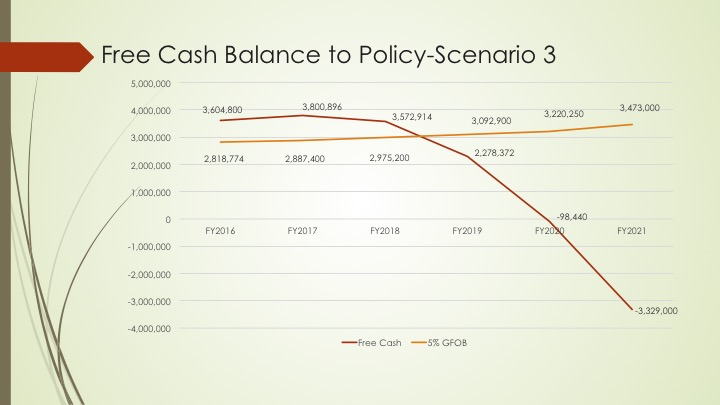 Free Cash Balance to Policy-Scenario 3
5,000,000
4,000,000
3,000,000
2,000,000
1,000,000
0
-1,000,000
-2,000,000
-3,000,000
-4,000,000
3,604,800
3,800,896
3,572,914
2,278,372
-98,440
-3,329,000
2,818,774
2,887,400
2,975,200
3,092,900
3,220,250
3,473,000
FY2016
FY2017
FY2018
FY2019
FY2020
FY2021
Free Cash
5% GFOB